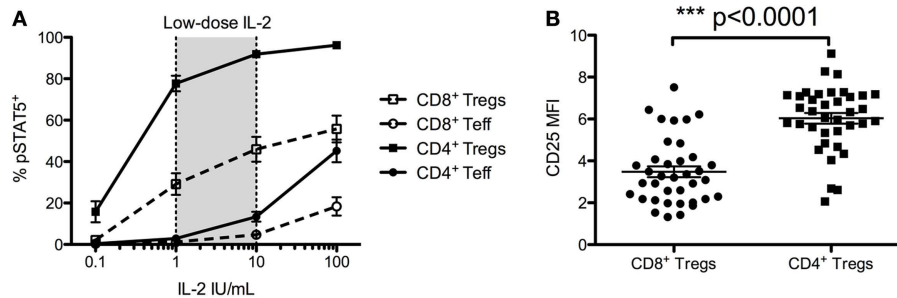 A
Low-dose IL-2
100
80
60
40
20
0
% pSTAT5⁺
0.1
1
10
100
IL-2 IU/mL
CD8⁺ Tregs
CD8⁺ Teff
CD4⁺ Tregs
CD4⁺ Teff
B
*** p<0.0001
10
8
6
4
2
0
CD25 MFI
CD8⁺ Tregs
CD4⁺ Tregs